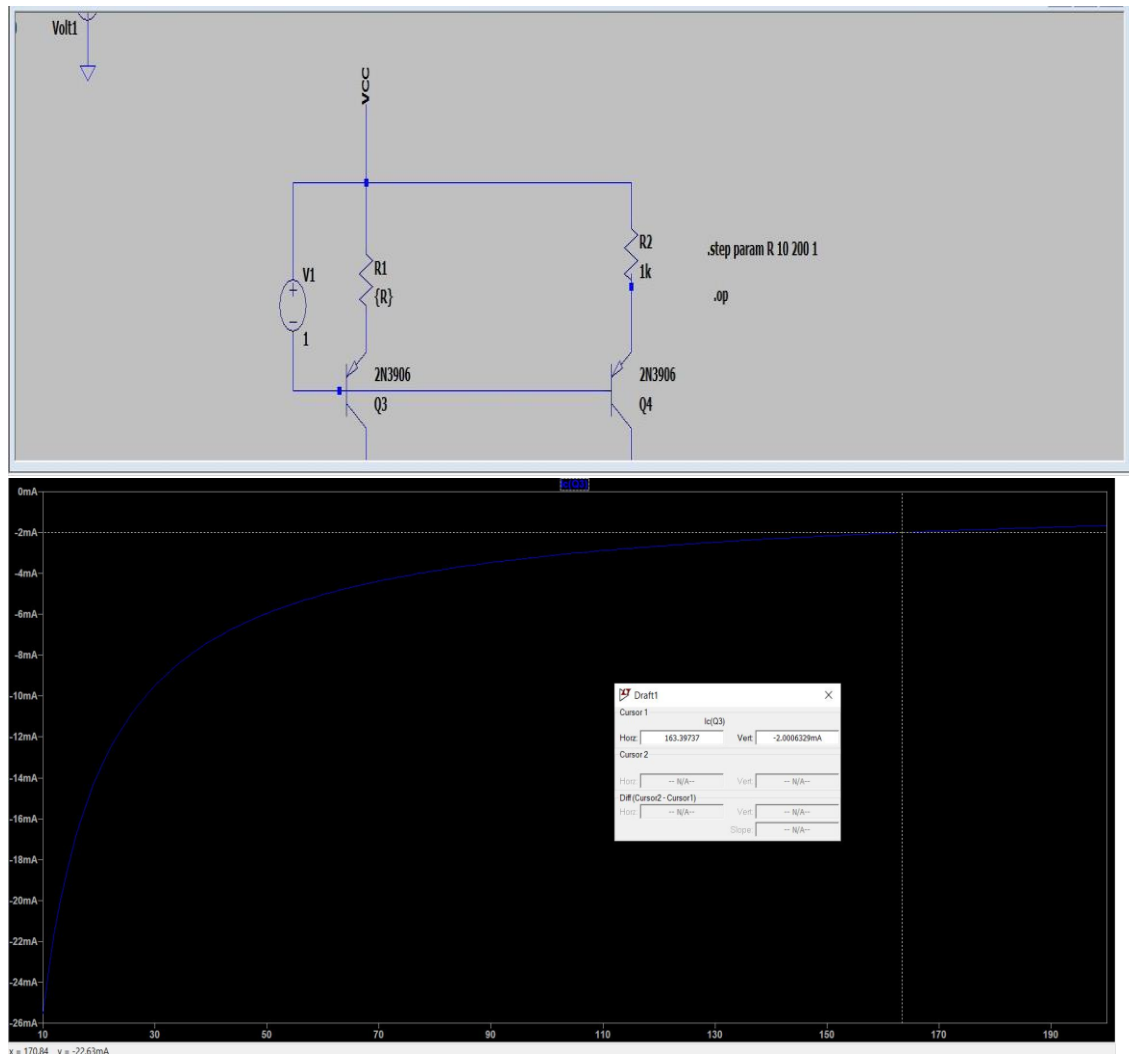 Volt1
VCC
V1
1
R1
{R}
R2
1k
.step param R 10 200 1
.op
2N3906
Q3
2N3906
Q4
Ic(Q3)
0mA
-2mA
-4mA
-6mA
-8mA
-10mA
-12mA
-14mA
-16mA
-18mA
-20mA
-22mA
-24mA
-26mA
10 30 50 70 90 110 130 150 170 190
Draft1
Cursor 1
Ic(Q3)
Horz: 163.39737 Vert: -2.0006329mA
Cursor 2
Horz: -- N/A-- Vert: -- N/A--
Diff (Cursor2 - Cursor1)
Horz: -- N/A-- Vert: -- N/A--
Slope: -- N/A--
x = 170.84 y = -22.63mA